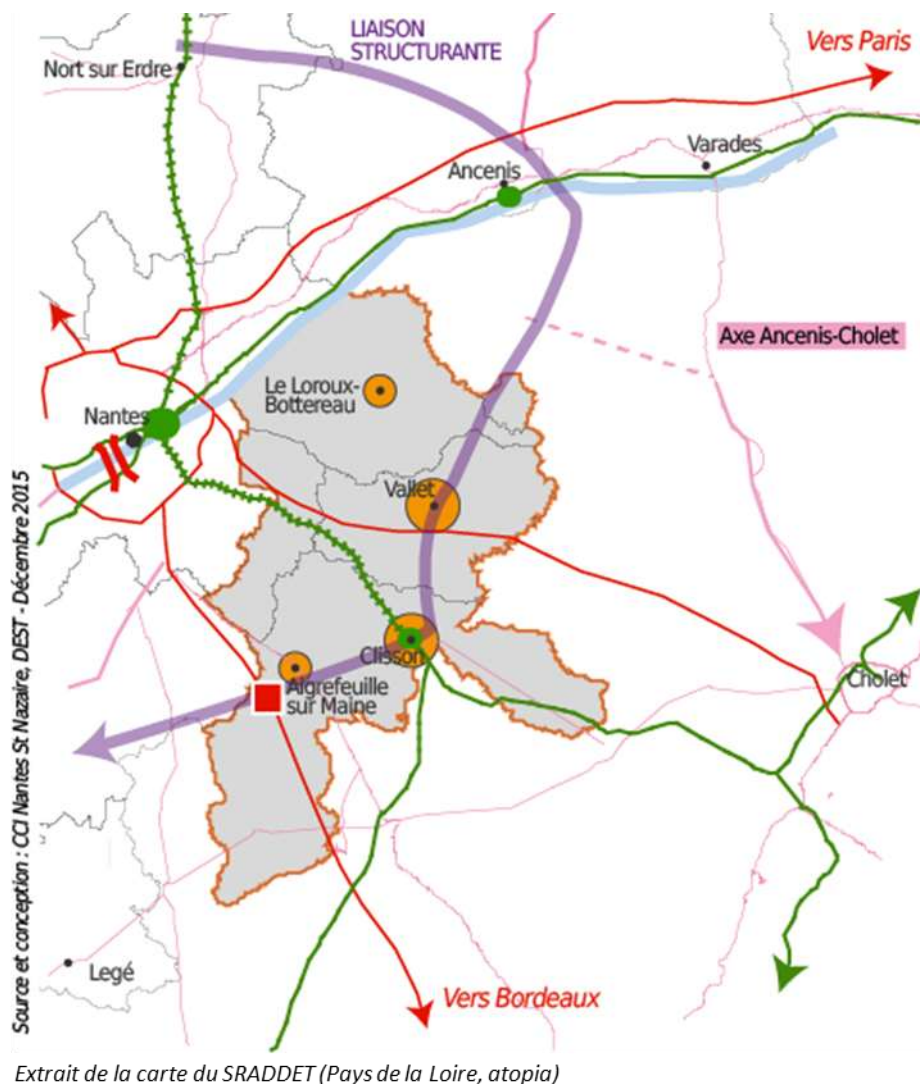 LIAISON
STRUCTURANTE
Vers Paris
Nort sur Erdre
Varades
Ancenis
Axe Ancenis-Cholet
Le Loroux-
Bottereau
Nantes
Vallet
Clisson
Cholet
Aigrefeuille
sur Maine
Legé
Vers Bordeaux
Source et conception : CCI Nantes St Nazaire, DEST - Décembre 2015
Extrait de la carte du SRADDET (Pays de la Loire, atopia)